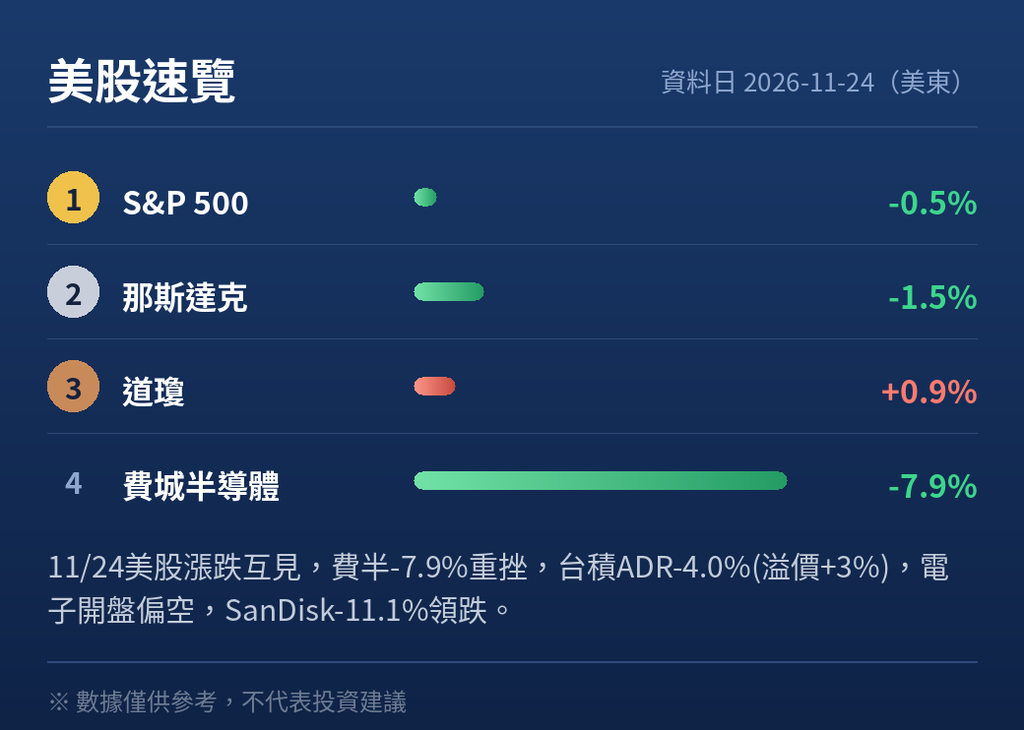 美股速覽
資料日 2026-11-24（美東）
1 S&P 500 -0.5%
2 那斯達克 -1.5%
3 道瓊 +0.9%
4 費城半導體 -7.9%
11/24美股漲跌互見，費半-7.9%重挫，台積ADR-4.0%(溢價+3%)，電
子開盤偏空，SanDisk-11.1%領跌。
※ 數據僅供參考，不代表投資建議